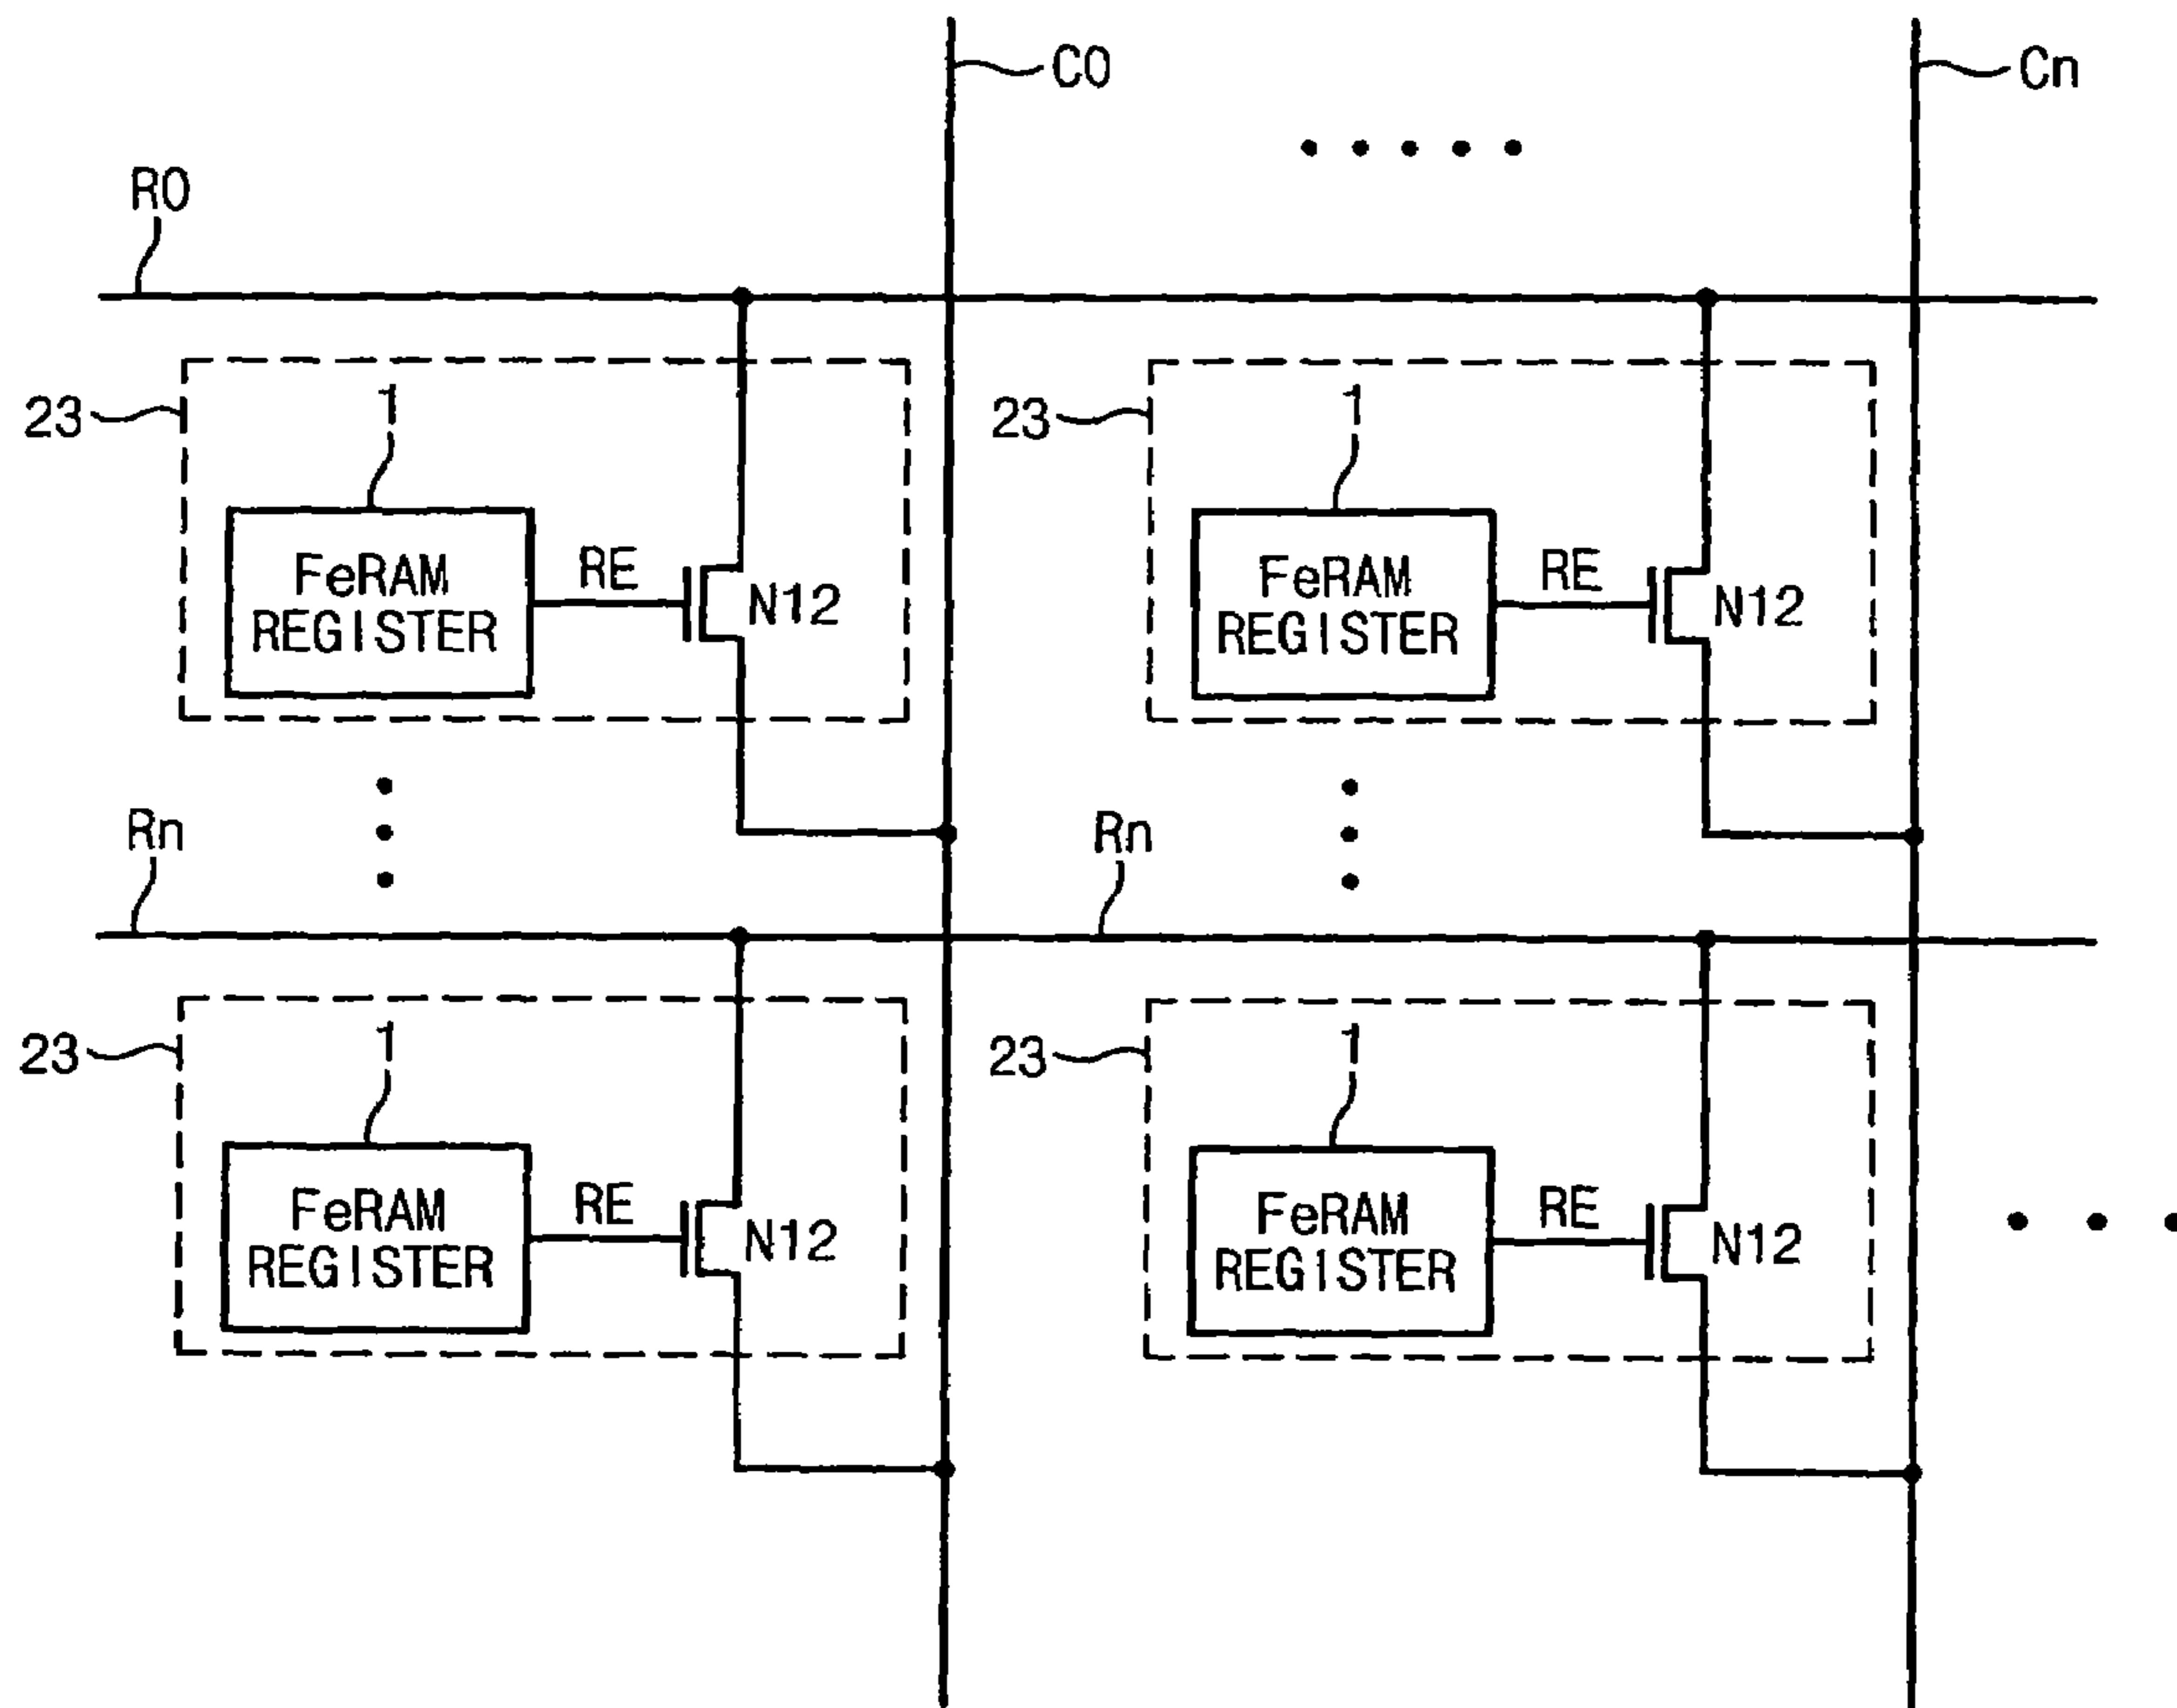 C0
Cn
R0
23
1
FeRAM
REGISTER
RE
N12
23
1
FeRAM
REGISTER
RE
N12
Rn
Rn
23
1
FeRAM
REGISTER
RE
N12
23
1
FeRAM
REGISTER
RE
N12